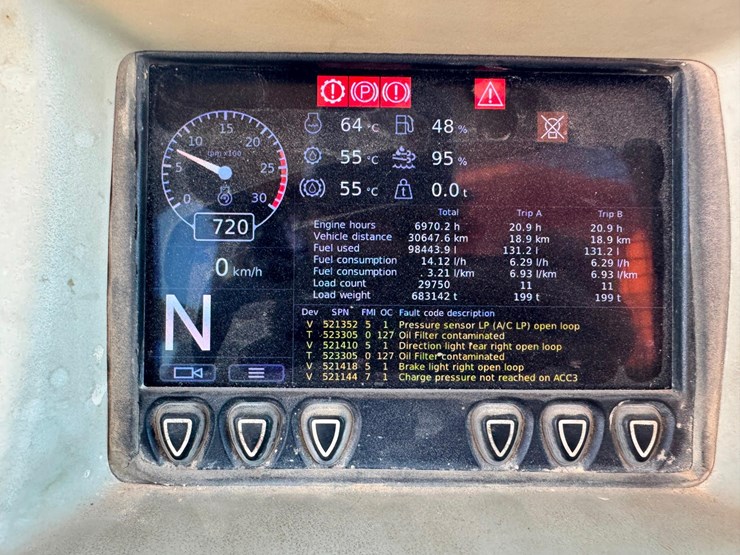 15
10 20
rpm x100
5 25
0 30
720
0 km/h
N
64 °C 48 %
55 °C 95 %
55 °C 0.0 t
Total Trip A Trip B
Engine hours 6970.2 h 20.9 h 20.9 h
Vehicle distance 30647.6 km 18.9 km 18.9 km
Fuel used 98443.9 l 131.2 l 131.2 l
Fuel consumption 14.12 l/h 6.29 l/h 6.29 l/h
Fuel consumption 3.21 l/km 6.93 l/km 6.93 l/km
Load count 29750 11 11
Load weight 683142 t 199 t 199 t
Dev SPN FMI OC Fault code description
V 521352 5 1 Pressure sensor LP (A/C LP) open loop
T 523305 0 127 Oil Filter contaminated
V 521410 5 1 Direction light rear right open loop
T 523305 0 127 Oil Filter contaminated
V 521418 5 1 Brake light right open loop
V 521144 7 1 Charge pressure not reached on ACC3